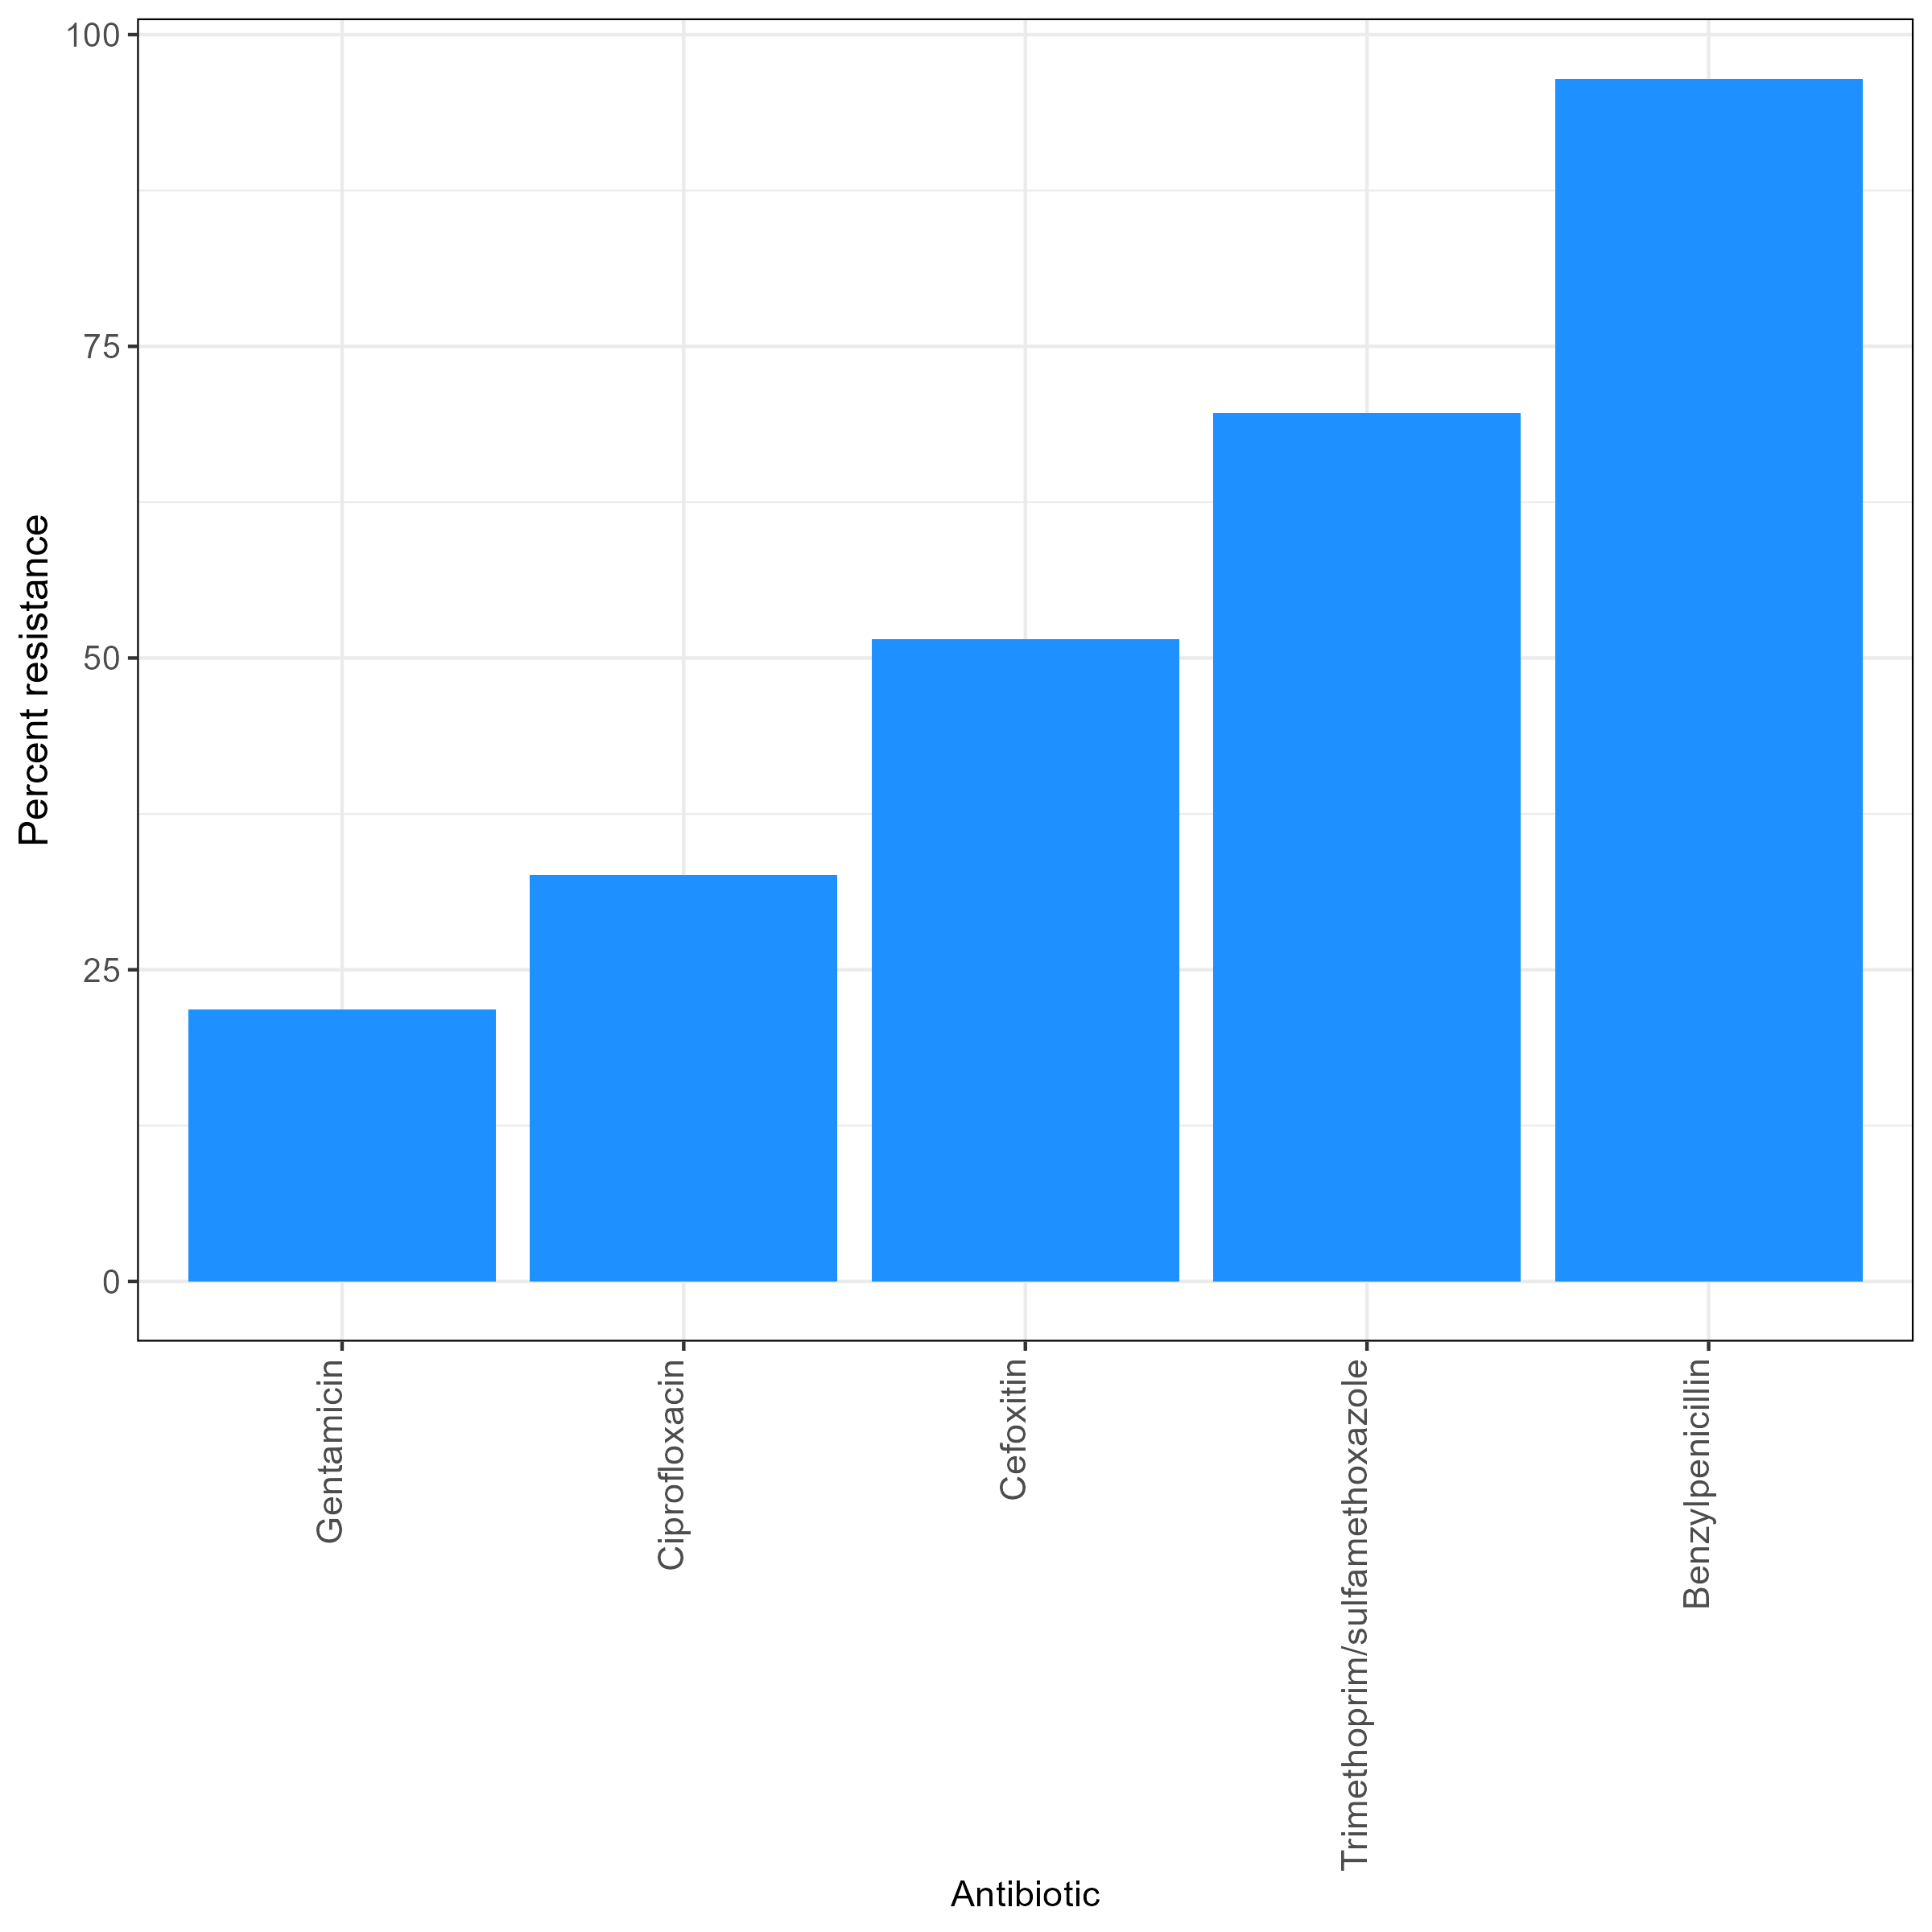 Percent resistance
100
75
50
25
0
Gentamicin
Ciprofloxacin
Cefoxitin
Trimethoprim/sulfamethoxazole
Benzylpenicillin
Antibiotic